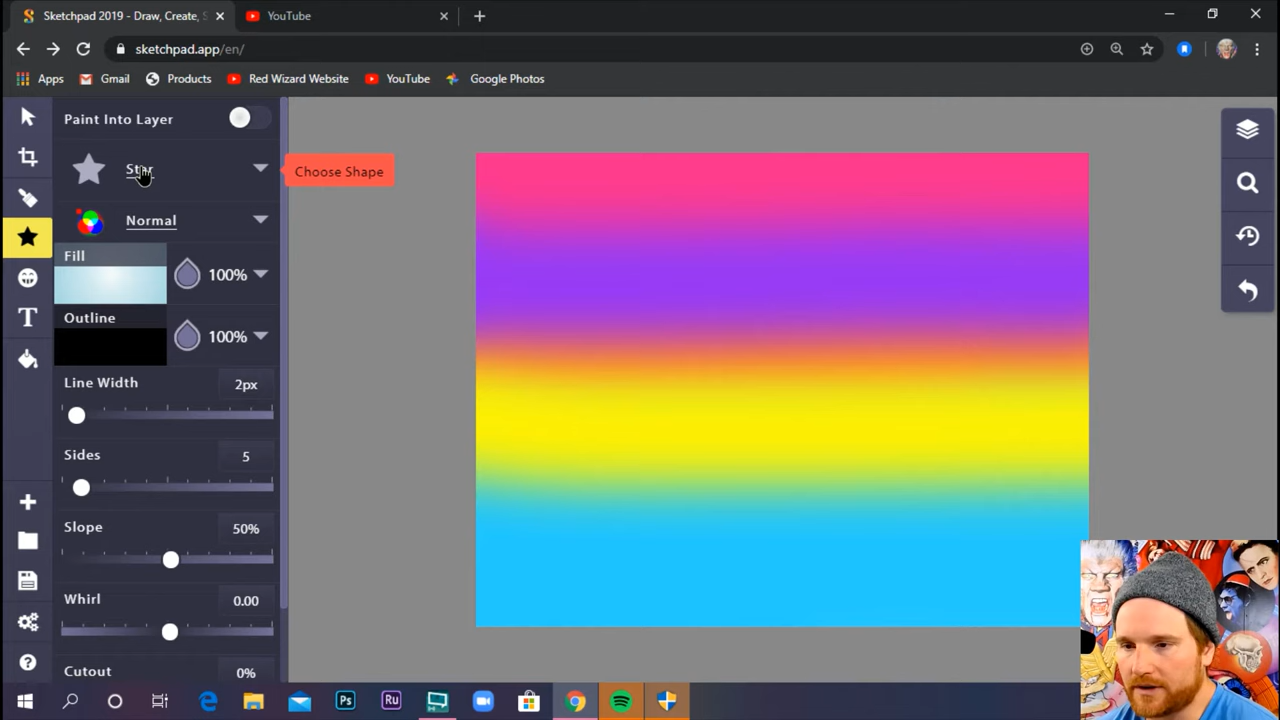 Sketchpad 2019 - Draw, Create, S
YouTube
sketchpad.app/en/
Apps
Gmail
Products
Red Wizard Website
YouTube
Google Photos
Paint Into Layer
Star
Choose Shape
Normal
Fill
100%
Outline
100%
Line Width
2px
Sides
5
Slope
50%
Whirl
0.00
Cutout
0%
Ps
Ru